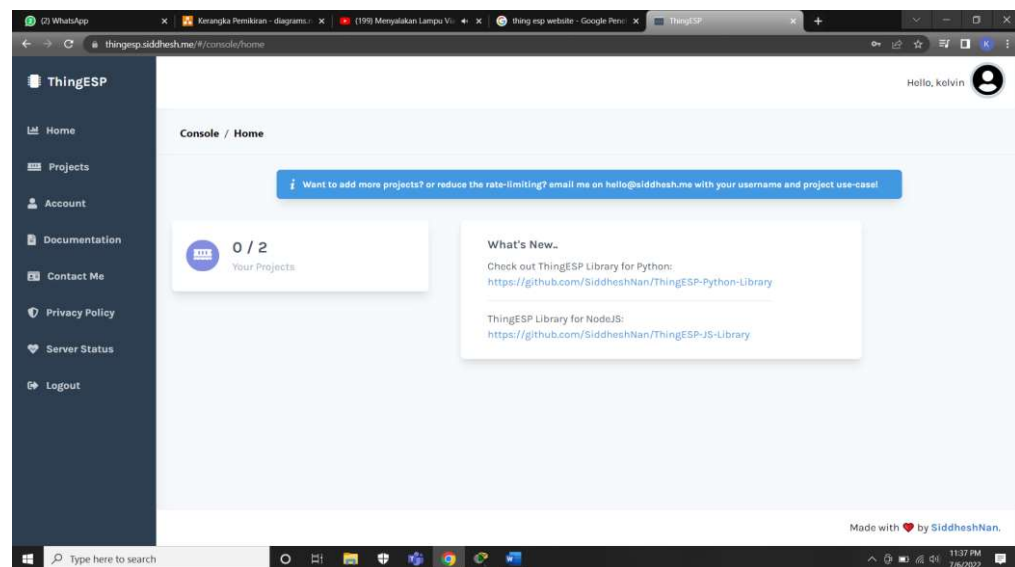 (2) WhatsApp
Kerangka Pemikiran - diagrams.n
(199) Menyalakan Lampu Vi
thing esp website - Google Pen
ThingESP
thingesp.siddhesh.me/#/console/home
ThingESP
Hello, kelvin
Home
Console / Home
Projects
Want to add more projects? or reduce the rate-limiting? email me on hello@siddhesh.me with your username and project use-case!
Account
Documentation
0 / 2
Your Projects
What's New..
Check out ThingESP Library for Python:
https://github.com/SiddheshNan/ThingESP-Python-Library
Contact Me
Privacy Policy
ThingESP Library for NodeJS:
https://github.com/SiddheshNan/ThingESP-JS-Library
Server Status
Logout
Made with ❤ by SiddheshNan.
Type here to search
11:37 PM
7/6/2022